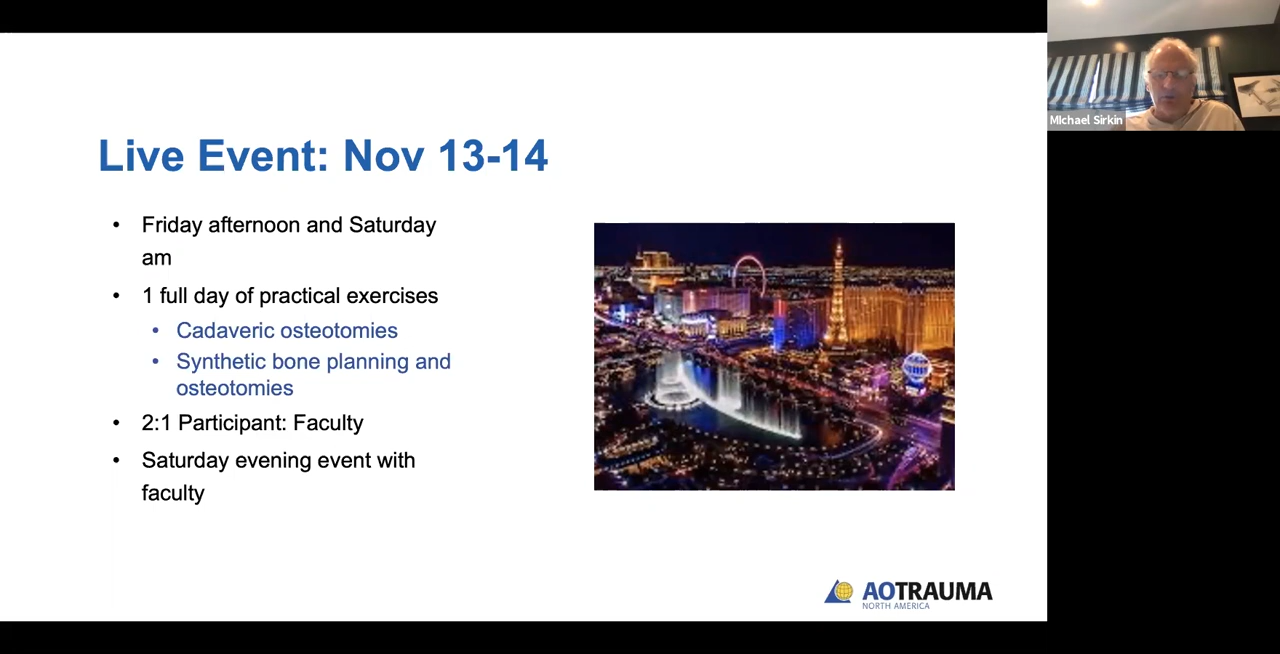 Live Event: Nov 13-14
• Friday afternoon and Saturday
am
• 1 full day of practical exercises
• Cadaveric osteotomies
• Synthetic bone planning and
osteotomies
• 2:1 Participant: Faculty
• Saturday evening event with
faculty
AOTRAUMA
NORTH AMERICA
MIchael Sirkin